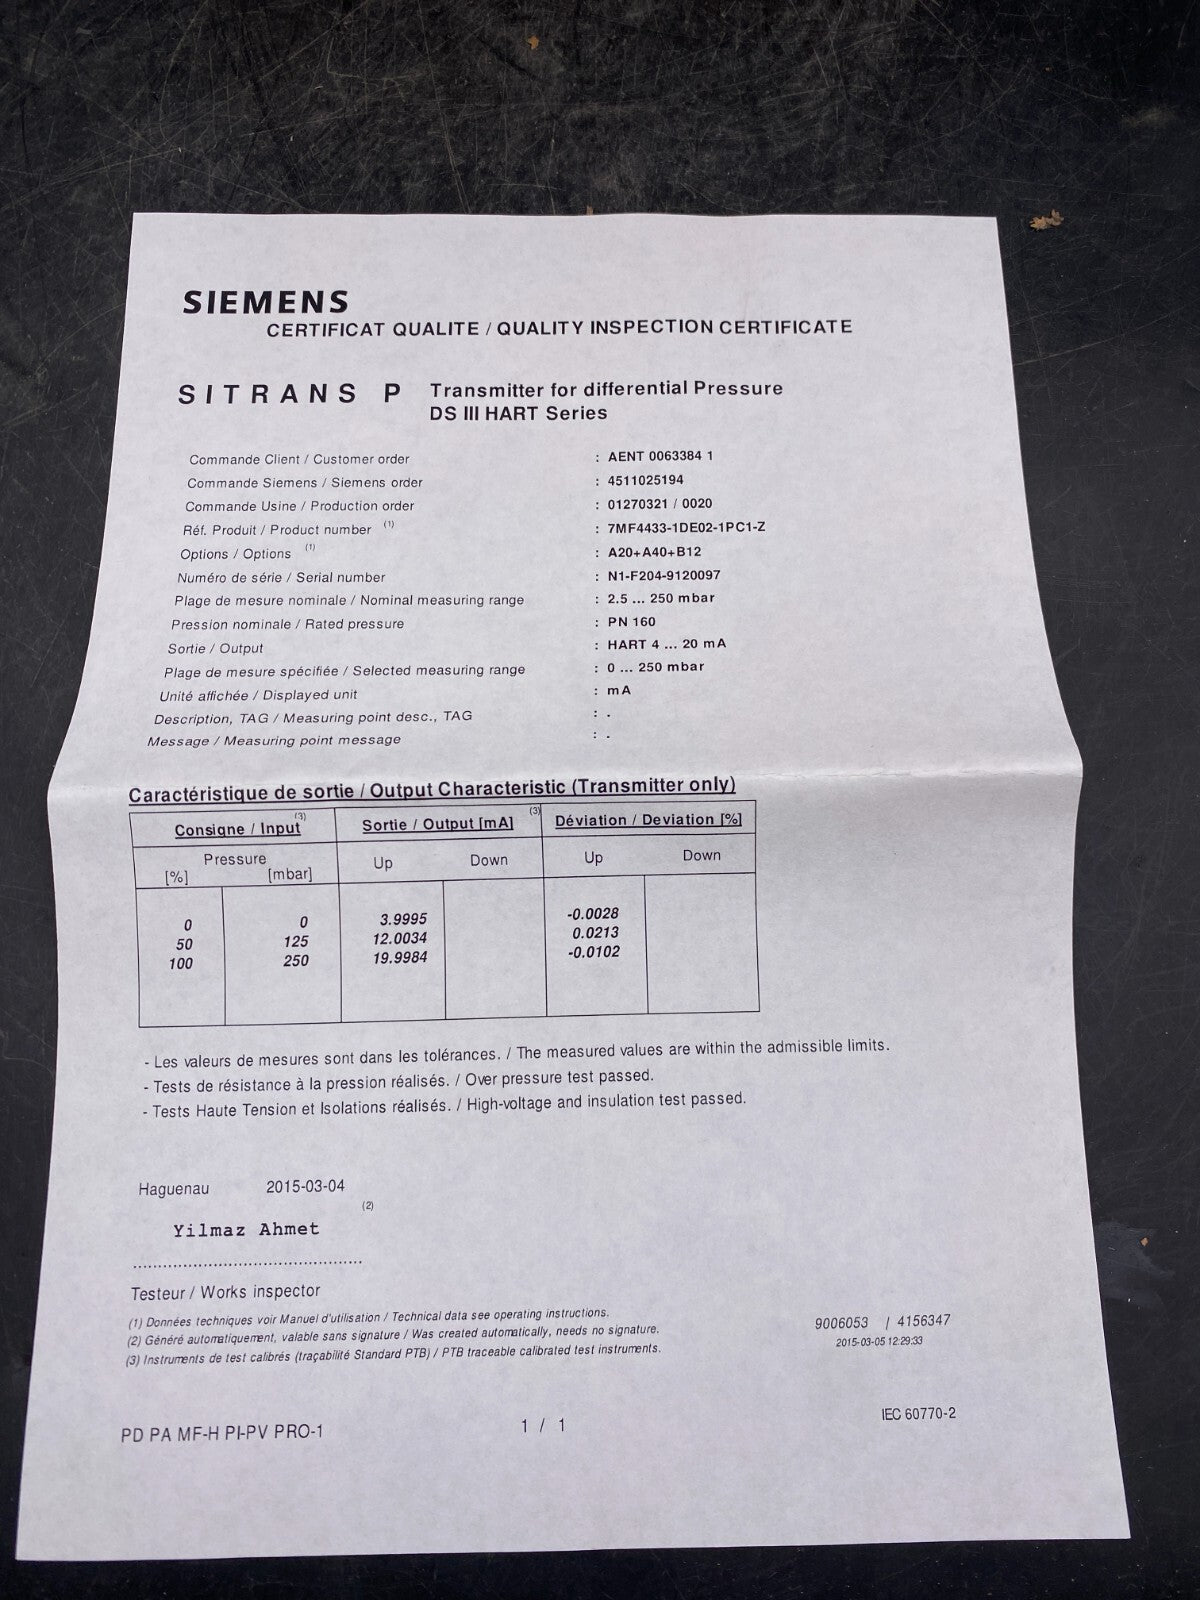 SIEMENS
CERTIFICAT QUALITE / QUALITY INSPECTION CERTIFICATE
SITRANS P Transmitter for differential Pressure
DS III HART Series
Commande Client / Customer order : AENT 0063384 1
Commande Siemens / Siemens order : 4511025194
Commande Usine / Production order : 01270321 / 0020
Réf. Produit / Product number (1) : 7MF4433-1DE02-1PC1-Z
Options / Options (1) : A20+A40+B12
Numéro de série / Serial number : N1-F204-9120097
Plage de mesure nominale / Nominal measuring range : 2.5 ... 250 mbar
Pression nominale / Rated pressure : PN 160
Sortie / Output : HART 4 ... 20 mA
Plage de mesure spécifiée / Selected measuring range : 0 ... 250 mbar
Unité affichée / Displayed unit : mA
Description, TAG / Measuring point desc., TAG : .
Message / Measuring point message : .
Caractéristique de sortie / Output Characteristic (Transmitter only)
Consigne / Input (3) Sortie / Output [mA] (3) Déviation / Deviation [%]
Pressure Up Down Up Down
[%] [mbar]
0 0 3.9995 -0.0028
50 125 12.0034 0.0213
100 250 19.9984 -0.0102
- Les valeurs de mesures sont dans les tolérances. / The measured values are within the admissible limits.
- Tests de résistance à la pression réalisés. / Over pressure test passed.
- Tests Haute Tension et Isolations réalisés. / High-voltage and insulation test passed.
Haguenau 2015-03-04
(2)
Yilmaz Ahmet
Testeur / Works inspector
(1) Données techniques voir Manuel d'utilisation / Technical data see operating instructions.
(2) Généré automatiquement, valable sans signature / Was created automatically, needs no signature.
(3) Instruments de test calibrés (traçabilité Standard PTB) / PTB traceable calibrated test instruments.
9006053 / 4156347
2015-03-05 12:29:33
PD PA MF-H PI-PV PRO-1 1 / 1 IEC 60770-2